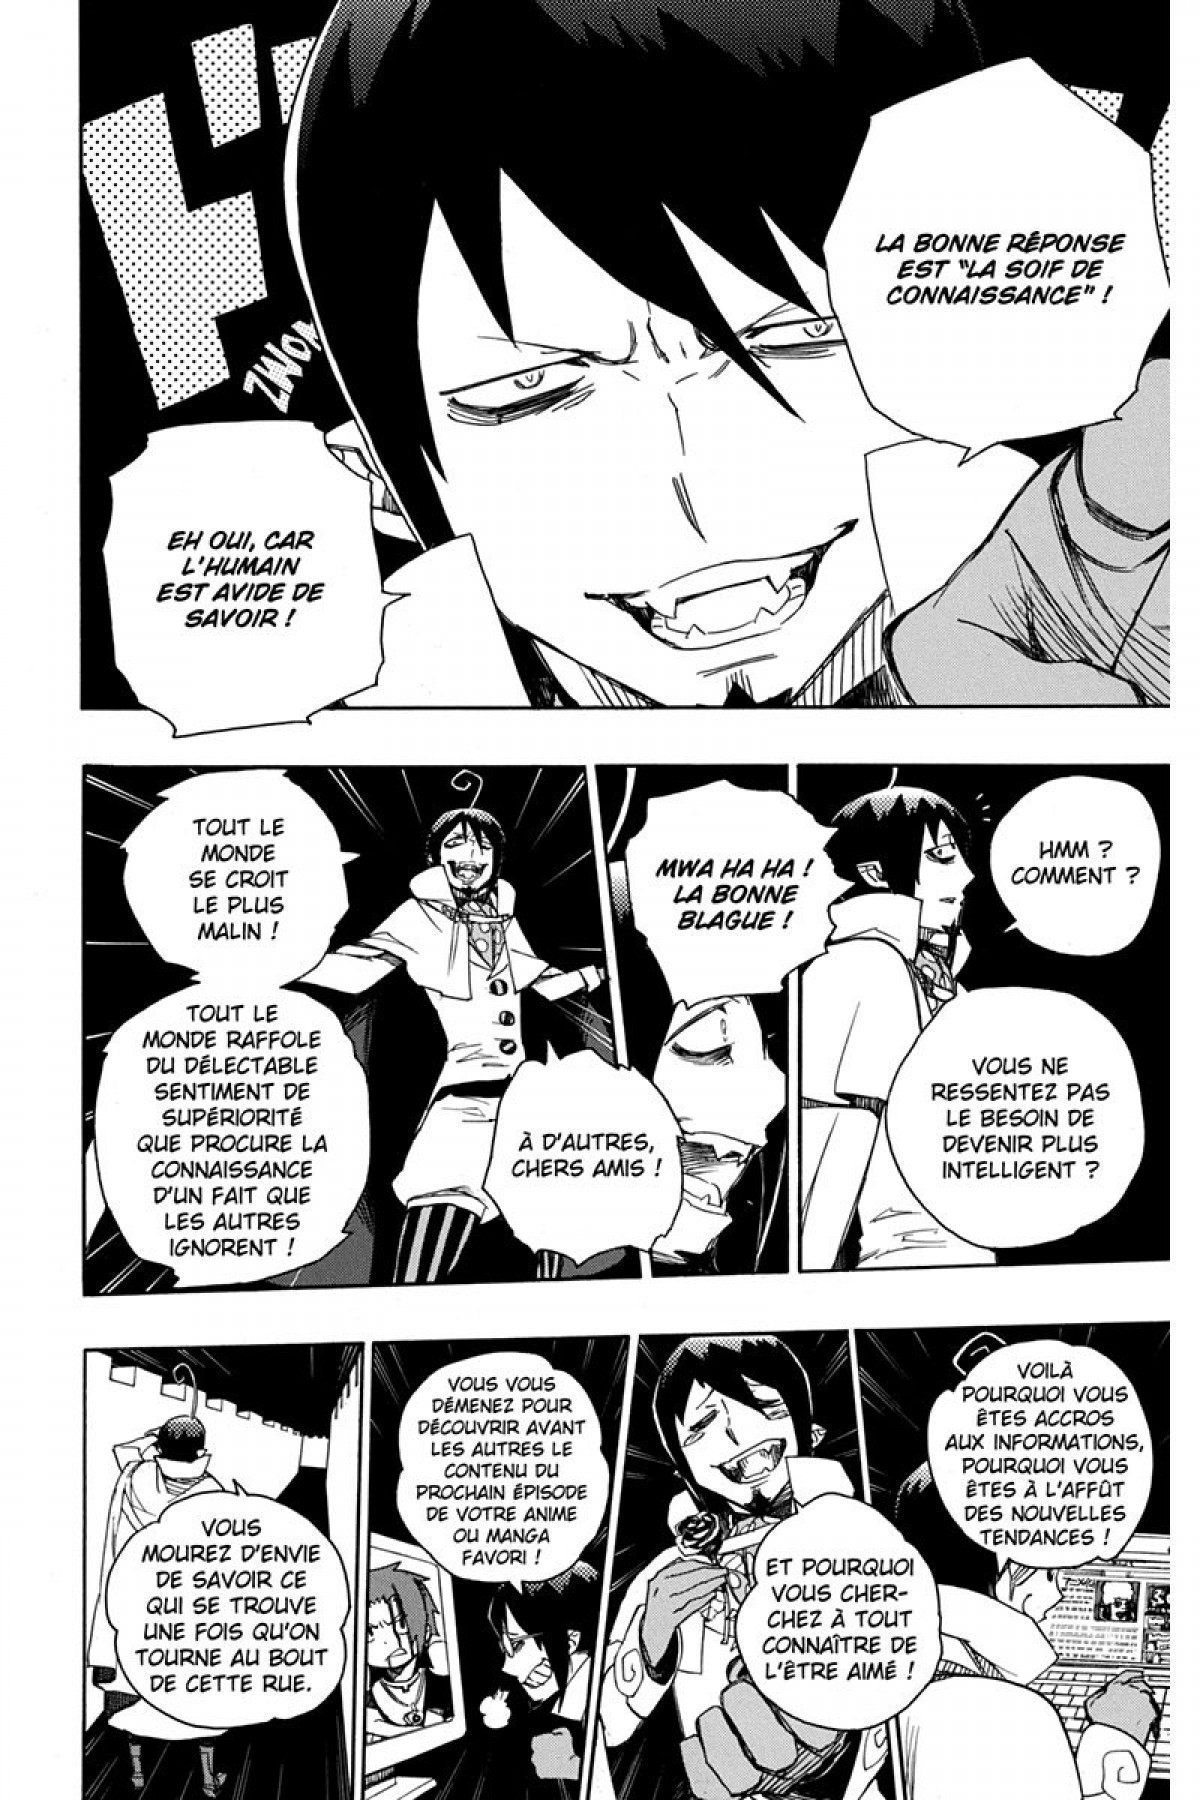 LA BONNE RÉPONSE
EST “LA SOIF DE
CONNAISSANCE” !
EH OUI, CAR
L'HUMAIN
EST AVIDE DE
SAVOIR !
HMM ?
COMMENT ?
VOUS NE
RESSENTEZ PAS
LE BESOIN DE
DEVENIR PLUS
INTELLIGENT ?
MWA HA HA !
LA BONNE
BLAGUE !
À D'AUTRES,
CHERS AMIS !
TOUT LE
MONDE
SE CROIT
LE PLUS
MALIN !
TOUT LE
MONDE RAFFOLE
DU DÉLECTABLE
SENTIMENT DE
SUPÉRIORITÉ
QUE PROCURE LA
CONNAISSANCE
D'UN FAIT QUE
LES AUTRES
IGNORENT !
VOILÀ
POURQUOI VOUS
ÊTES ACCROS
AUX INFORMATIONS,
POURQUOI VOUS
ÊTES À L'AFFÛT
DES NOUVELLES
TENDANCES !
ET POURQUOI
VOUS CHER-
CHEZ À TOUT
CONNAÎTRE DE
L'ÊTRE AIMÉ !
VOUS VOUS
DÉMENEZ POUR
DÉCOUVRIR AVANT
LES AUTRES LE
CONTENU DU
PROCHAIN ÉPISODE
DE VOTRE ANIME
OU MANGA
FAVORI !
VOUS
MOUREZ D'ENVIE
DE SAVOIR CE
QUI SE TROUVE
UNE FOIS QU'ON
TOURNE AU BOUT
DE CETTE RUE.